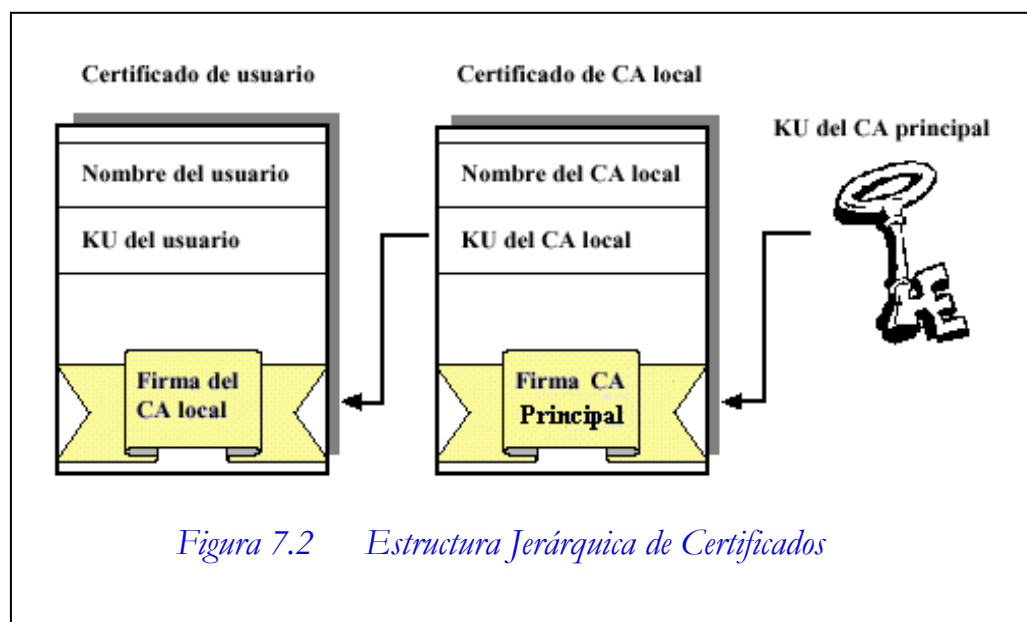 Certificado de usuario
Certificado de CA local
KU del CA principal
Nombre del usuario
Nombre del CA local
KU del usuario
KU del CA local
Firma del
CA local
Firma CA
Principal
Figura 7.2 Estructura Jerárquica de Certificados